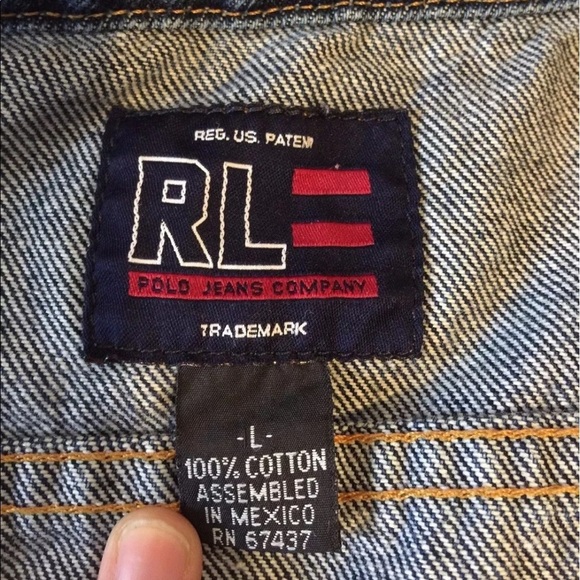 REG. US. PATENT
RL
POLO JEANS COMPANY
TRADEMARK
-L-
100% COTTON
ASSEMBLED
IN MEXICO
RN 67437